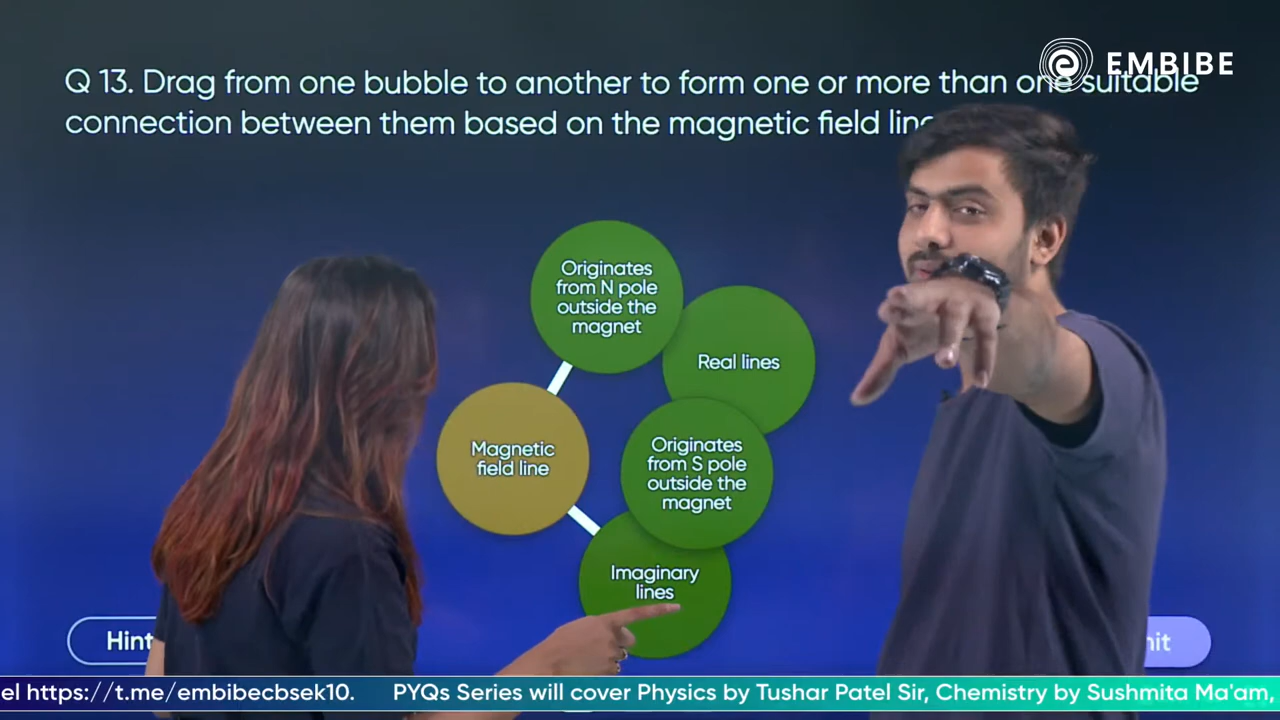 EMBIBE
Q 13. Drag from one bubble to another to form one or more than one suitable
connection between them based on the magnetic field
Originates
from N pole
outside the
magnet
Real lines
Magnetic
field line
Originates
from S pole
outside the
magnet
Imaginary
lines
Hint
el https://t.me/embibecbsek10. PYQs Series will cover Physics by Tushar Patel Sir, Chemistry by Sushmita Ma'am,